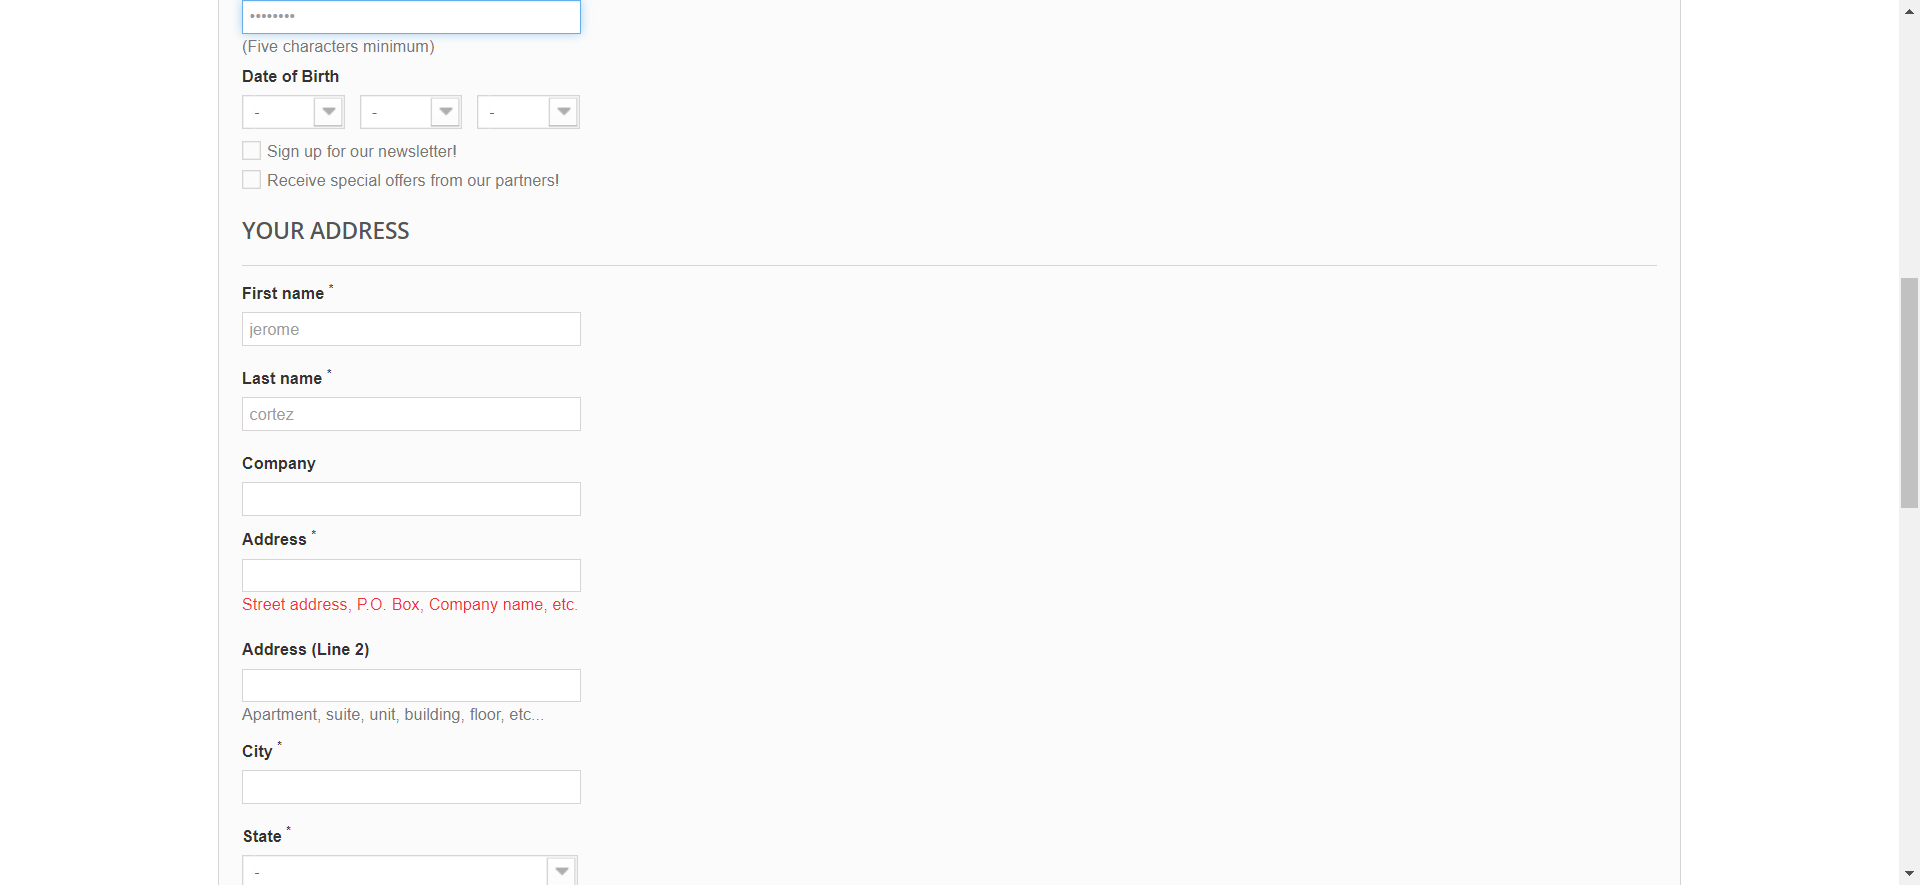 ••••••••
(Five characters minimum)
Date of Birth
- - -
Sign up for our newsletter!
Receive special offers from our partners!
YOUR ADDRESS
First name *
jerome
Last name *
cortez
Company
Address *
Street address, P.O. Box, Company name, etc.
Address (Line 2)
Apartment, suite, unit, building, floor, etc...
City *
State *
-